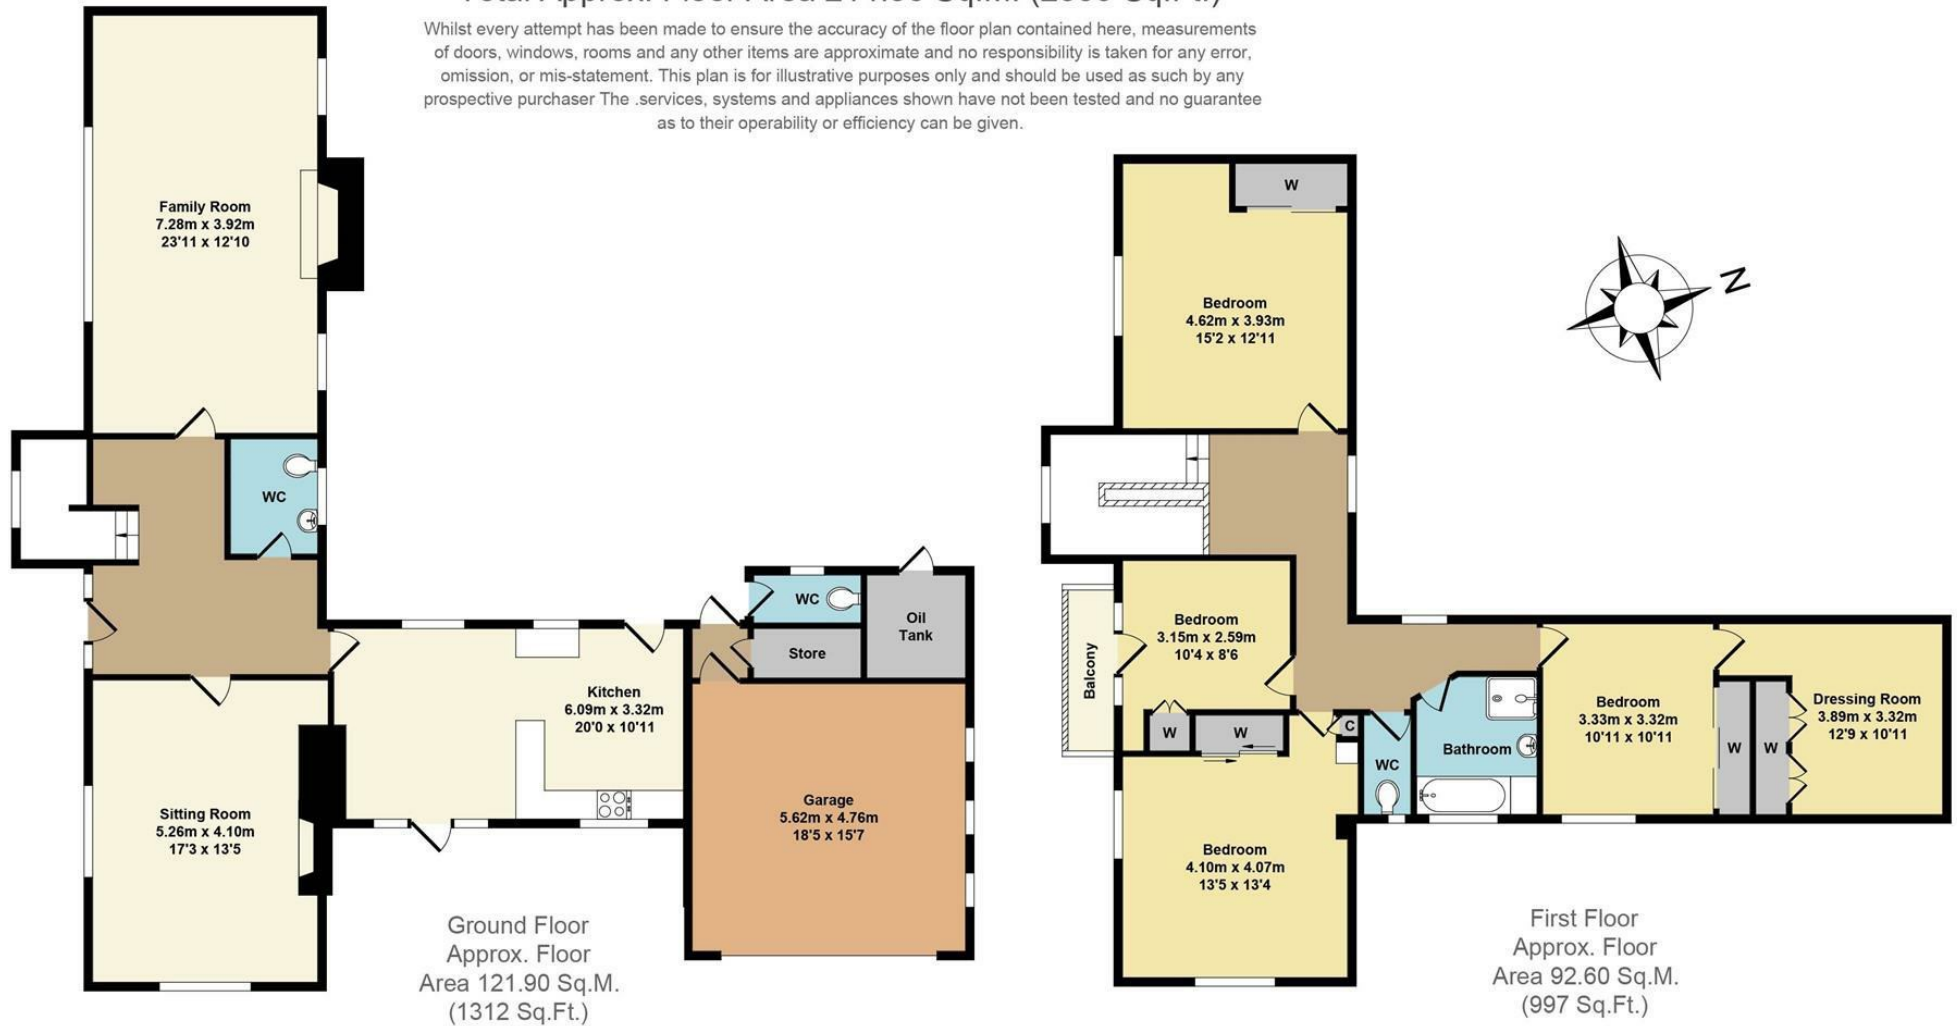 Total Approx. Floor Area Sq.M. Sq.Ft.)
Whilst every attempt has been made to ensure the accuracy of the floor plan contained here, measurements
of doors, windows, rooms and any other items are approximate and no responsibility is taken for any error,
omission, or mis-statement. This plan is for illustrative purposes only and should be used as such by any
prospective purchaser The .services, systems and appliances shown have not been tested and no guarantee
as to their operability or efficiency can be given.
Family Room
7.28m x 3.92m
23'11 x 12'10
WC
WC
Oil
Tank
Store
Kitchen
6.09m x 3.32m
20'0 x 10'11
Sitting Room
5.26m x 4.10m
17'3 x 13'5
Garage
5.62m x 4.76m
18'5 x 15'7
Ground Floor
Approx. Floor
Area 121.90 Sq.M.
(1312 Sq.Ft.)
W
Bedroom
4.62m x 3.93m
15'2 x 12'11
N
Balcony
Bedroom
3.15m x 2.59m
10'4 x 8'6
W
W
C
WC
Bathroom
Bedroom
3.33m x 3.32m
10'11 x 10'11
W
W
Dressing Room
3.89m x 3.32m
12'9 x 10'11
Bedroom
4.10m x 4.07m
13'5 x 13'4
First Floor
Approx. Floor
Area 92.60 Sq.M.
(997 Sq.Ft.)